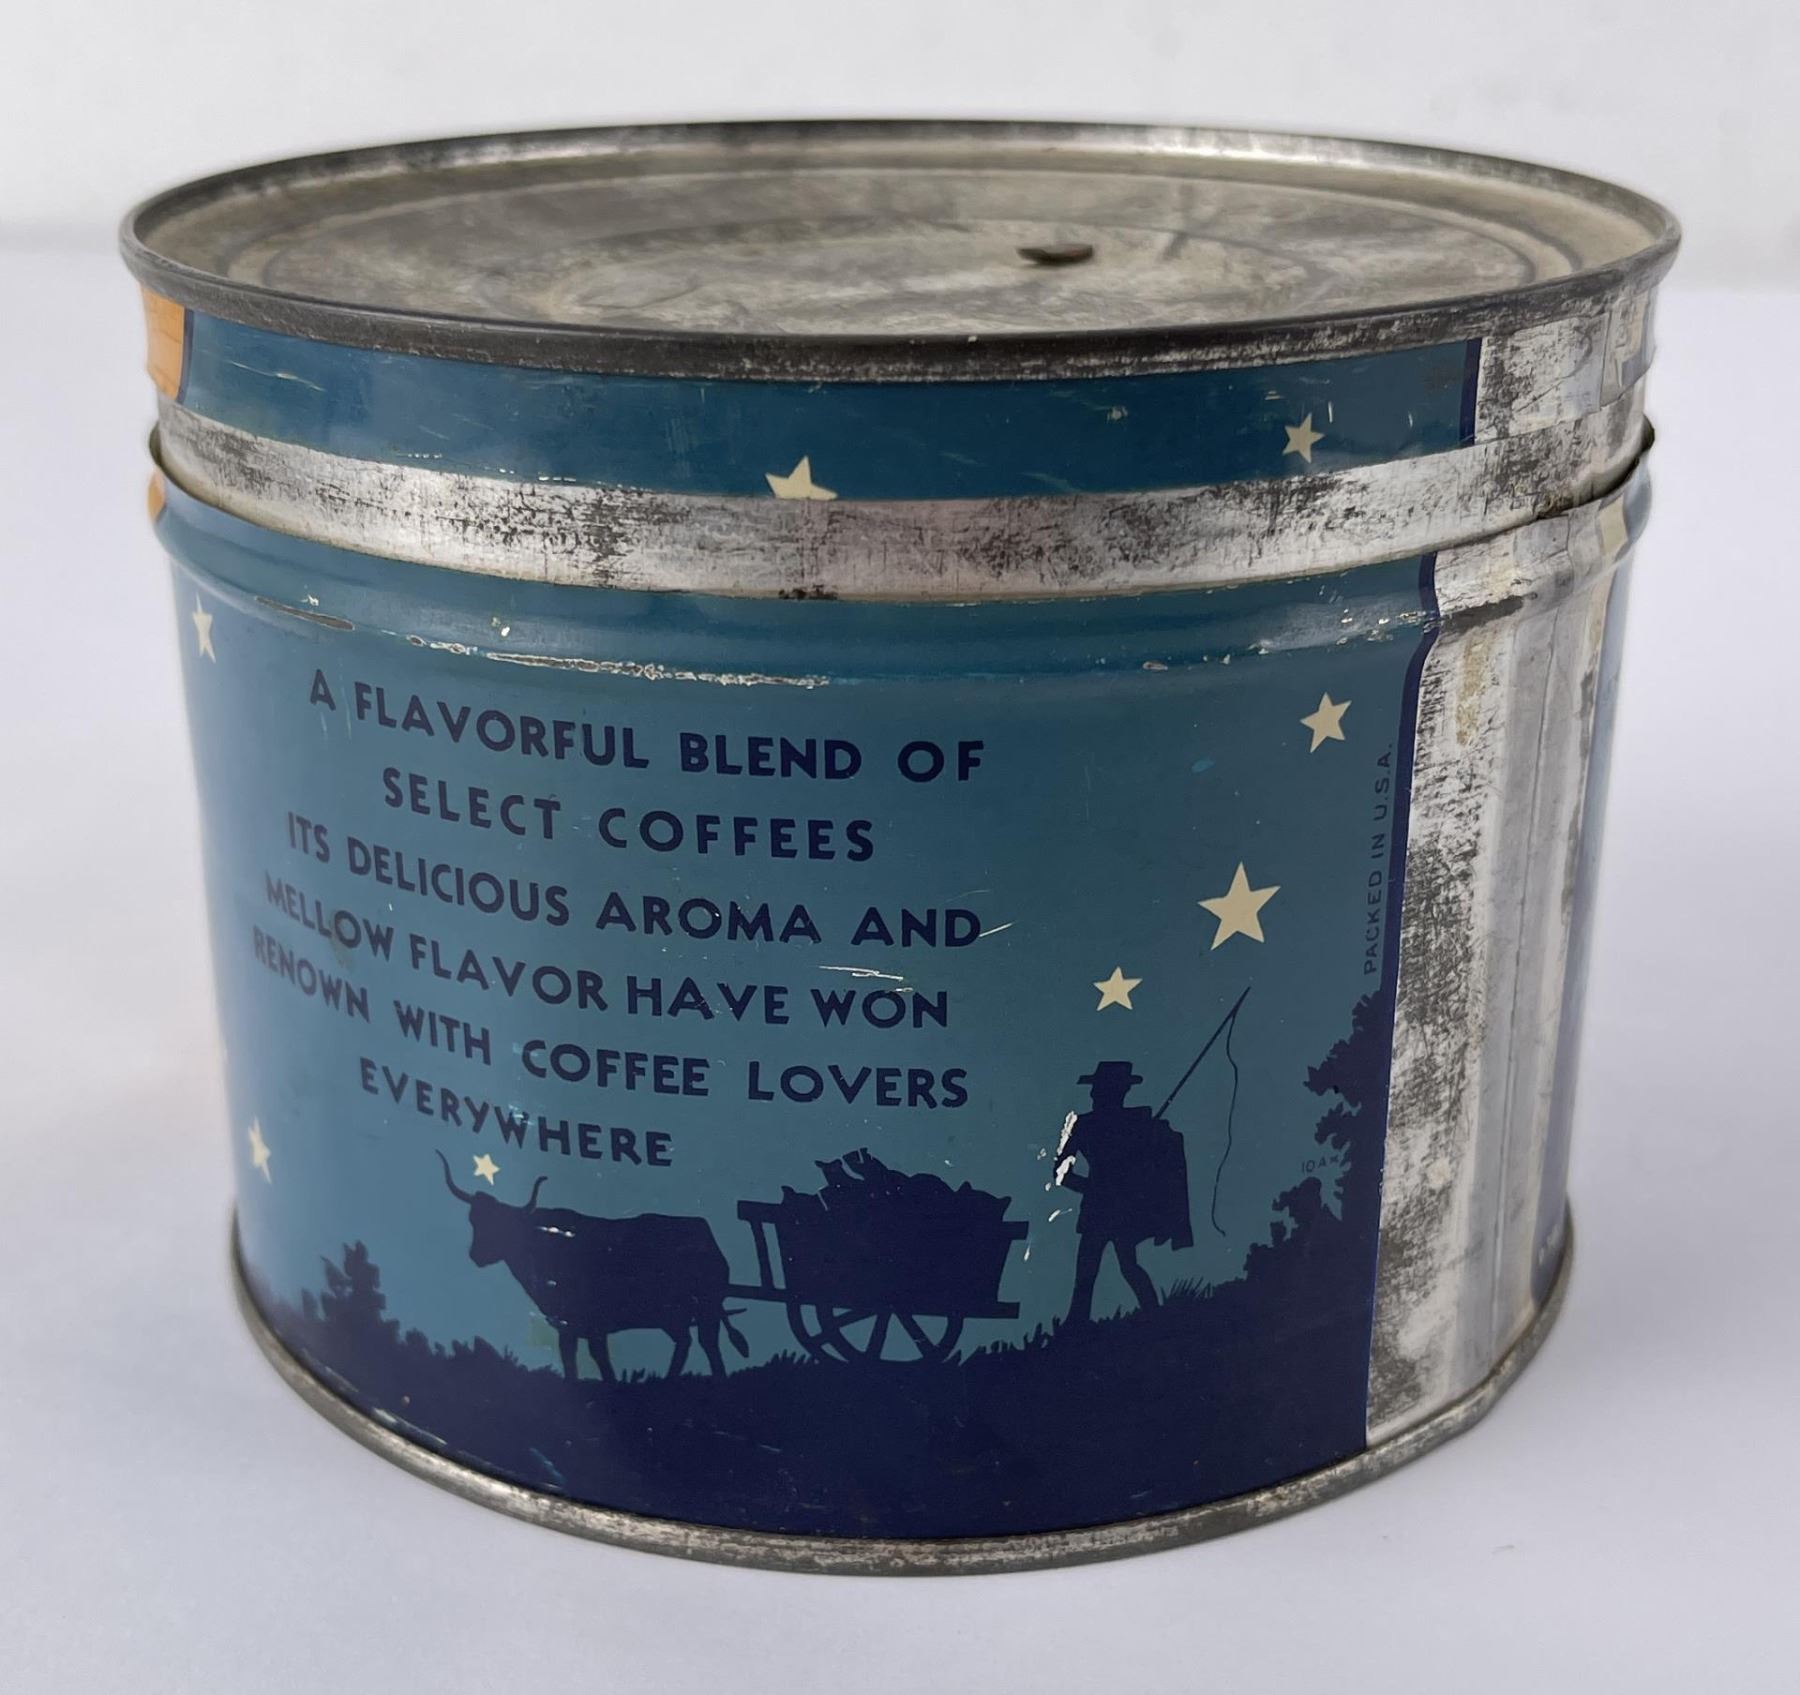 A FLAVORFUL BLEND OF
SELECT COFFEES
ITS DELICIOUS AROMA AND
MELLOW FLAVOR HAVE WON
RENOWN WITH COFFEE LOVERS
EVERYWHERE
PACKED IN U.S.A.